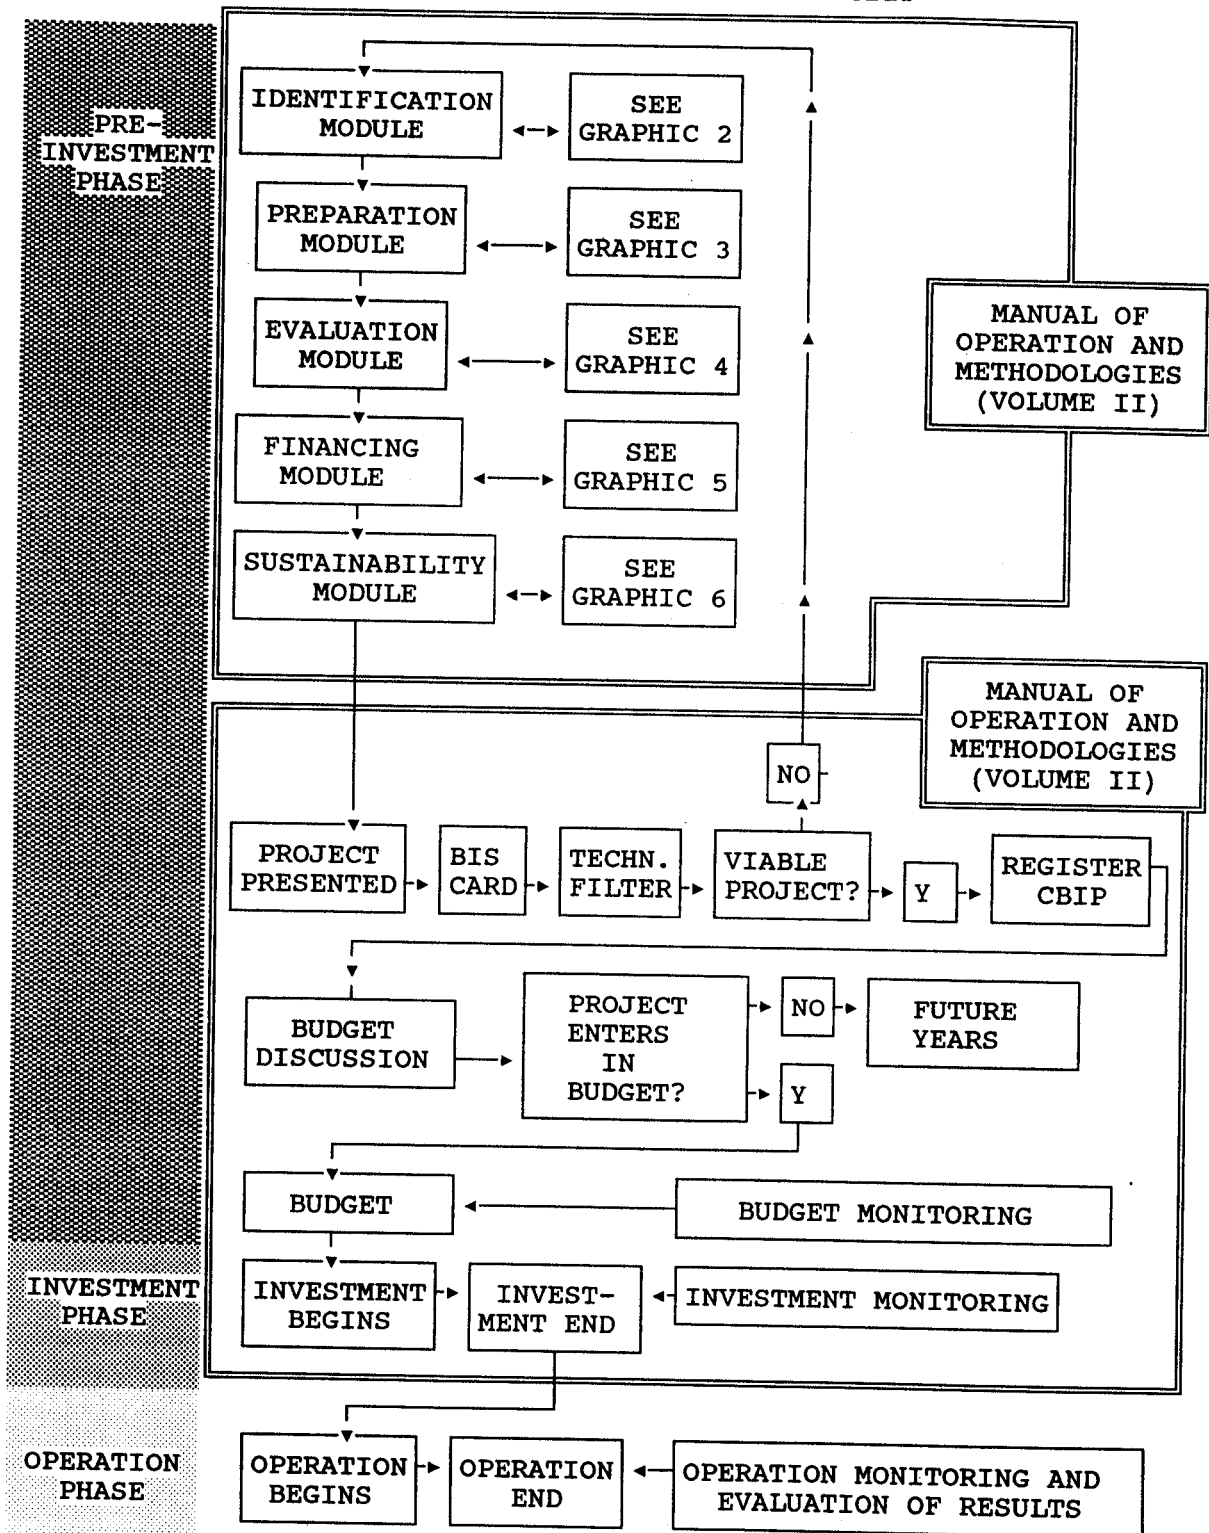 PRE-
INVESTMENT
PHASE
IDENTIFICATION
MODULE
SEE
GRAPHIC 2
PREPARATION
MODULE
SEE
GRAPHIC 3
EVALUATION
MODULE
SEE
GRAPHIC 4
FINANCING
MODULE
SEE
GRAPHIC 5
SUSTAINABILITY
MODULE
SEE
GRAPHIC 6
MANUAL OF
OPERATION AND
METHODOLOGIES
(VOLUME II)
MANUAL OF
OPERATION AND
METHODOLOGIES
(VOLUME II)
NO
PROJECT
PRESENTED
BIS
CARD
TECHN.
FILTER
VIABLE
PROJECT?
Y
REGISTER
CBIP
BUDGET
DISCUSSION
PROJECT
ENTERS
IN
BUDGET?
NO
FUTURE
YEARS
Y
BUDGET
BUDGET MONITORING
INVESTMENT
PHASE
INVESTMENT
BEGINS
INVEST-
MENT END
INVESTMENT MONITORING
OPERATION
PHASE
OPERATION
BEGINS
OPERATION
END
OPERATION MONITORING AND
EVALUATION OF RESULTS